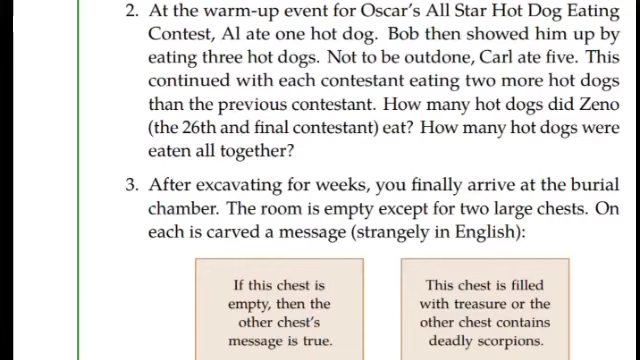 2. At the warm-up event for Oscar's All Star Hot Dog Eating
Contest, Al ate one hot dog. Bob then showed him up by
eating three hot dogs. Not to be outdone, Carl ate five. This
continued with each contestant eating two more hot dogs
than the previous contestant. How many hot dogs did Zeno
(the 26th and final contestant) eat? How many hot dogs were
eaten all together?
3. After excavating for weeks, you finally arrive at the burial
chamber. The room is empty except for two large chests. On
each is carved a message (strangely in English):
If this chest is
empty, then the
other chest's
message is true.
This chest is filled
with treasure or the
other chest contains
deadly scorpions.